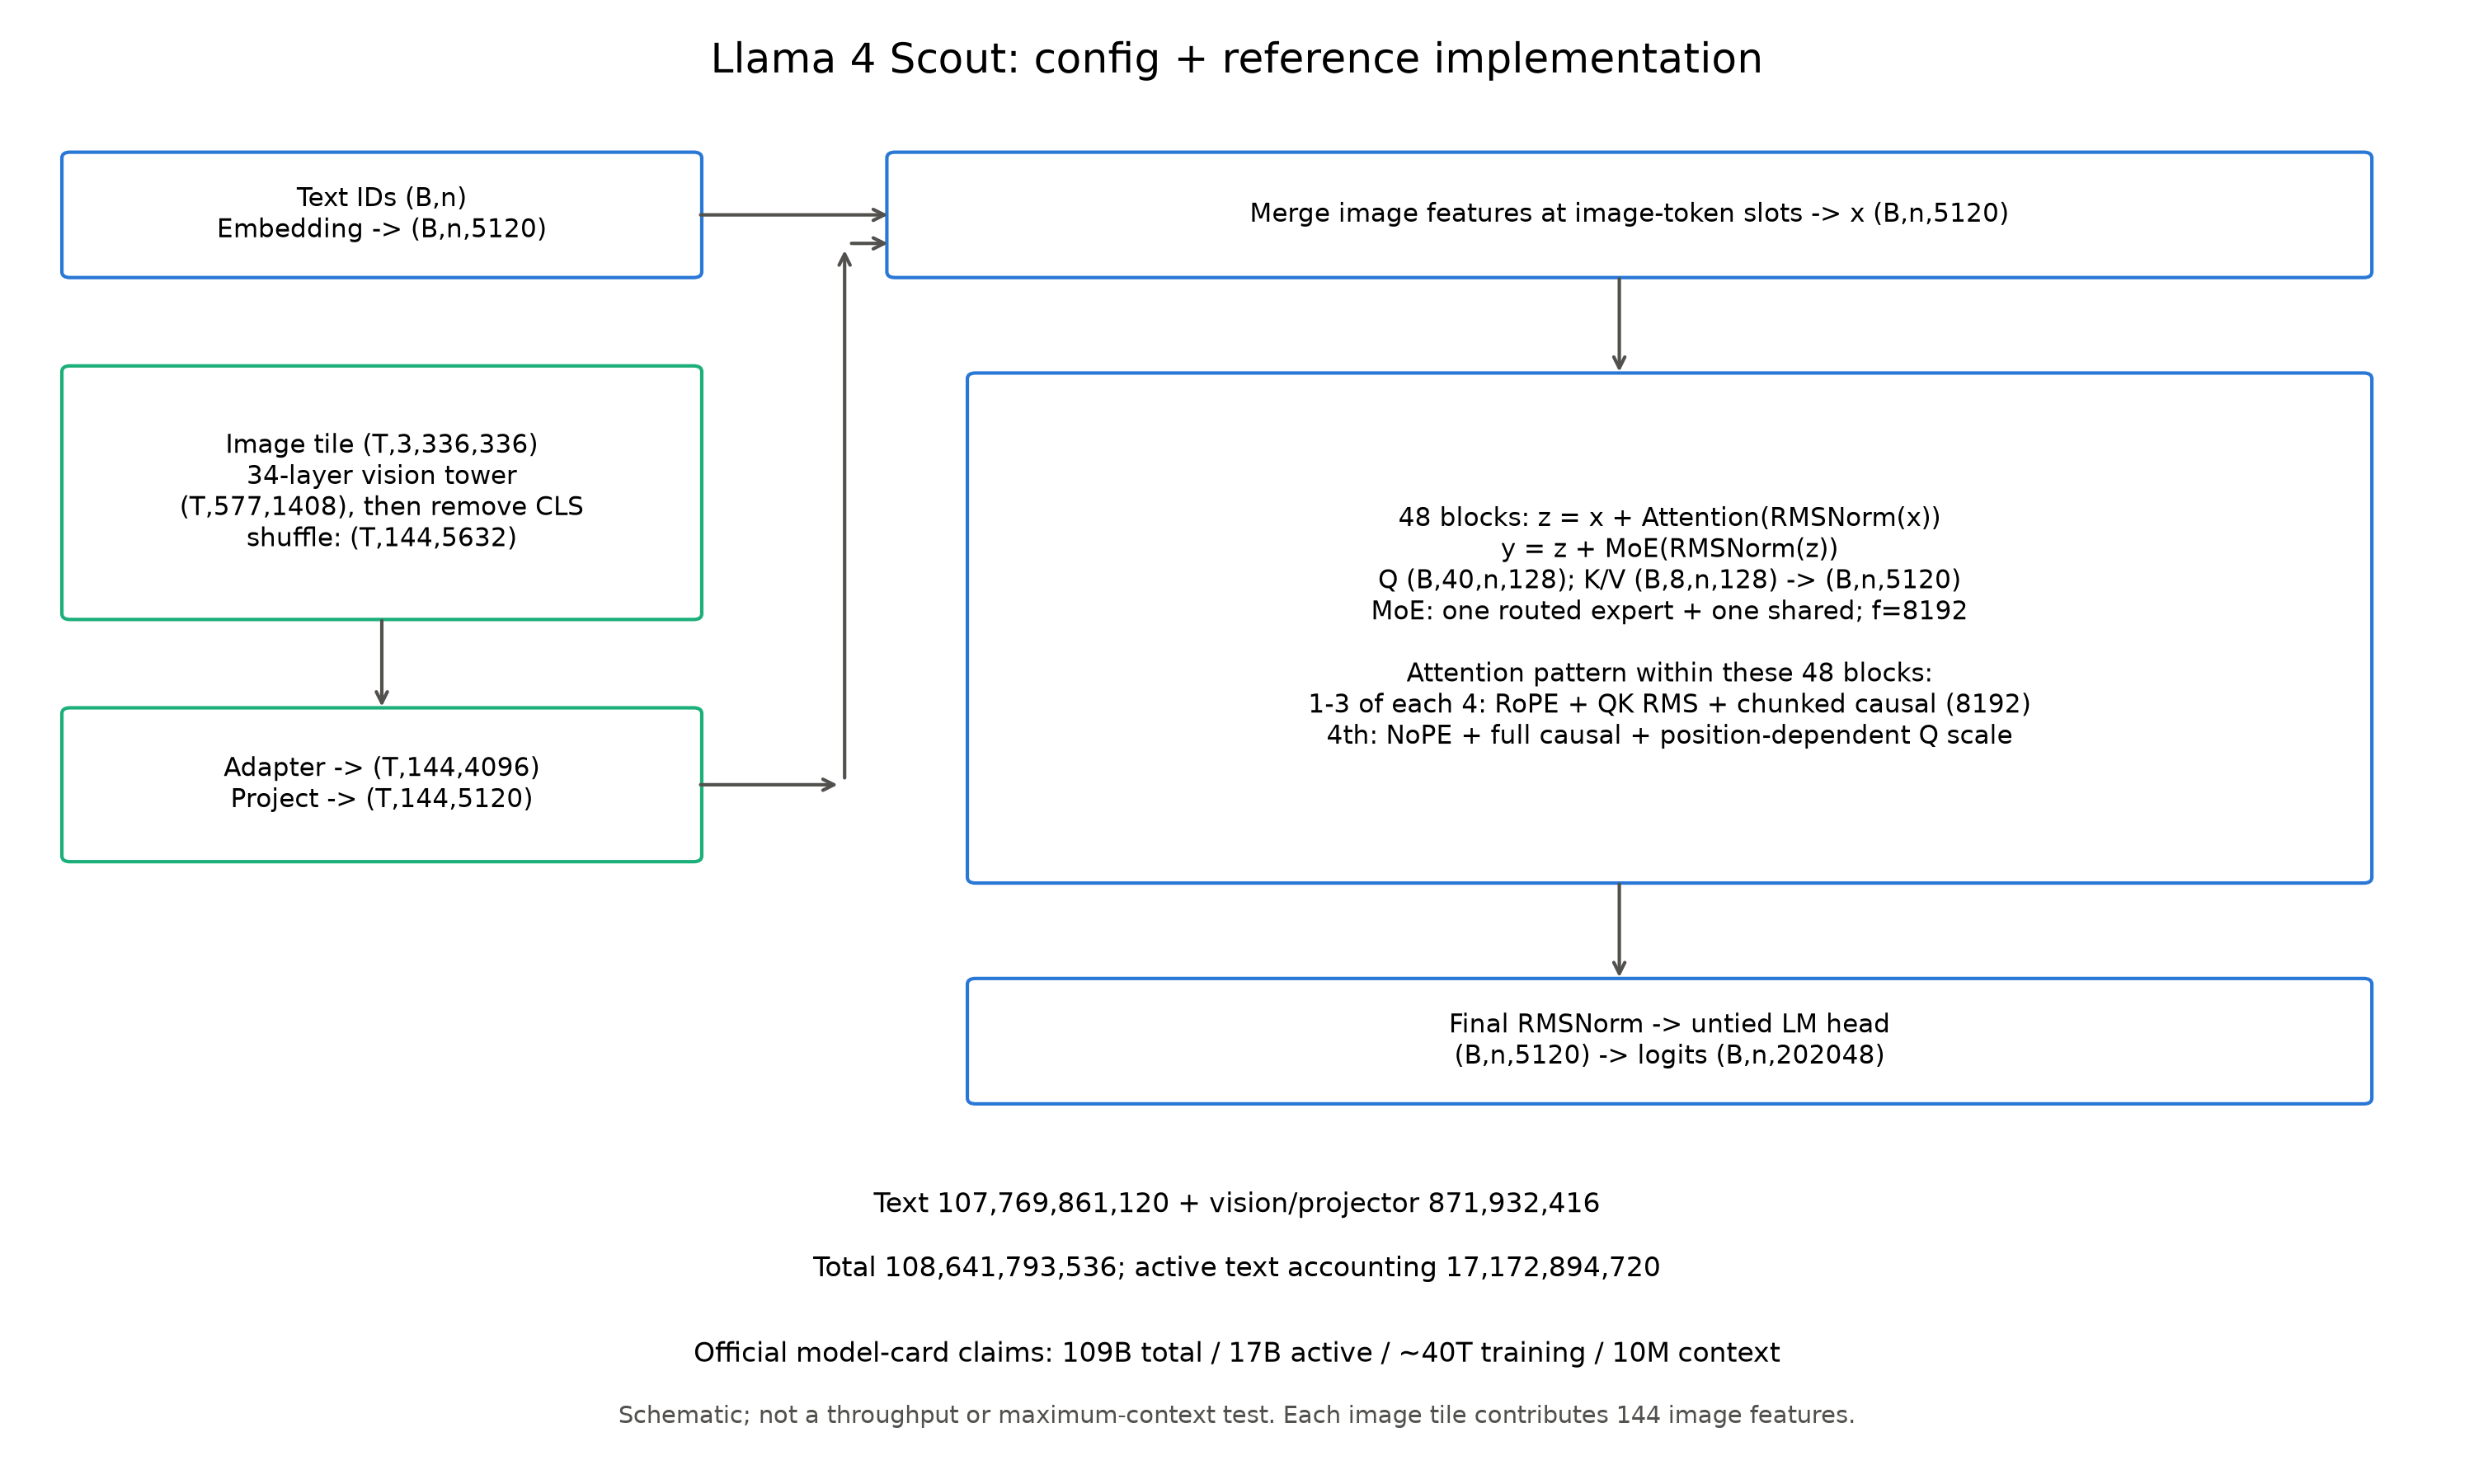 Llama 4 Scout: config + reference implementation
Text IDs (B,n)
Embedding -> (B,n,5120)
Merge image features at image-token slots -> x (B,n,5120)
Image tile (T,3,336,336)
34-layer vision tower
(T,577,1408), then remove CLS
shuffle: (T,144,5632)
Adapter -> (T,144,4096)
Project -> (T,144,5120)
48 blocks: z = x + Attention(RMSNorm(x))
y = z + MoE(RMSNorm(z))
Q (B,40,n,128); K/V (B,8,n,128) -> (B,n,5120)
MoE: one routed expert + one shared; f=8192
Attention pattern within these 48 blocks:
1-3 of each 4: RoPE + QK RMS + chunked causal (8192)
4th: NoPE + full causal + position-dependent Q scale
Final RMSNorm -> untied LM head
(B,n,5120) -> logits (B,n,202048)
Text 107,769,861,120 + vision/projector 871,932,416
Total 108,641,793,536; active text accounting 17,172,894,720
Official model-card claims: 109B total / 17B active / ~40T training / 10M context
Schematic; not a throughput or maximum-context test. Each image tile contributes 144 image features.